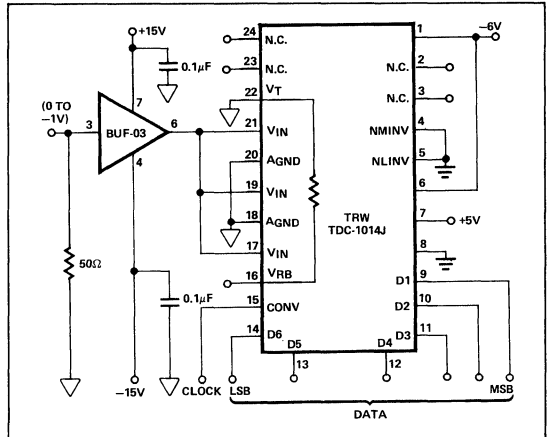 +15V
0.1µF
(0 TO
−1V)
3
BUF-03
7
6
4
50Ω
0.1µF
−15V
24
N.C.
23
N.C.
22
VT
21
VIN
20
AGND
19
VIN
18
AGND
17
VIN
16
VRB
15
CONV
14
D6
D5
13
D4
12
TRW
TDC-1014J
1
−6V
2
N.C.
3
N.C.
4
NMINV
5
NLINV
6
7
+5V
8
D1
9
D2
10
D3
11
CLOCK LSB
MSB
DATA